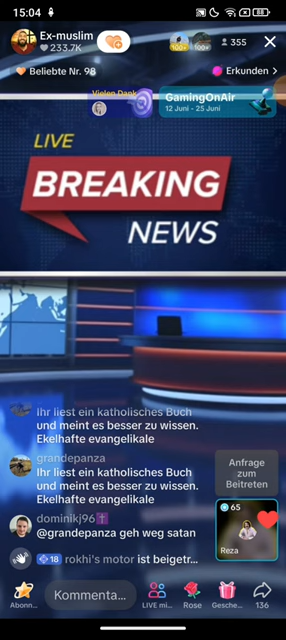 15:04
88
Ex-muslim
233.7K
100+
100+
355
Beliebte Nr. 98
Erkunden >
Vielen Dank
GamingOnAir
12 Juni - 25 Juni
LIVE
BREAKING
NEWS
Ihr liest ein katholisches Buch
und meint es besser zu wissen.
Ekelhafte evangelikale
grandepanza
Ihr liest ein katholisches Buch
und meint es besser zu wissen.
Ekelhafte evangelikale
dominikj96
@grandepanza geh weg satan
18 rokhi's motor ist beigetr...
Anfrage
zum
Beitreten
65
Reza
Abonn...
Kommenta...
LIVE mi...
Rose
Gesche...
136